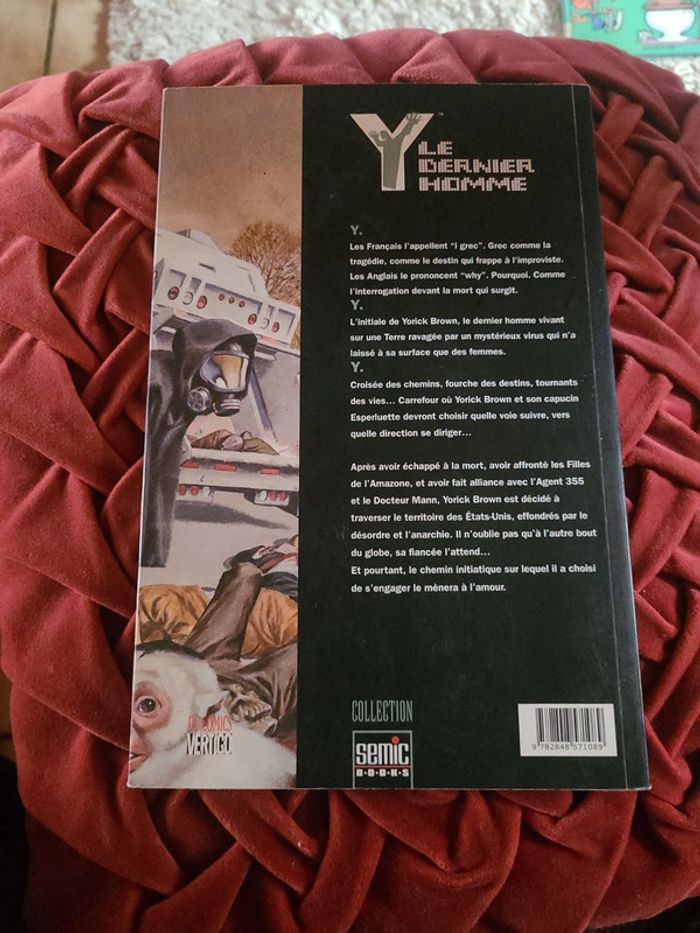 Y ™
LE
DERNIER
HOMME
Y.
Les Français l'appellent "i grec". Grec comme la
tragédie, comme le destin qui frappe à l'improviste.
Les Anglais le prononcent "why". Pourquoi. Comme
l'interrogation devant la mort qui surgit.
Y.
L'initiale de Yorick Brown, le dernier homme vivant
sur une Terre ravagée par un mystérieux virus qui n'a
laissé à sa surface que des femmes.
Y.
Croisée des chemins, fourche des destins, tournants
des vies... Carrefour où Yorick Brown et son capucin
Esperluette devront choisir quelle voie suivre, vers
quelle direction se diriger...
Après avoir échappé à la mort, avoir affronté les Filles
de l'Amazone, et avoir fait alliance avec l'Agent 355
et le Docteur Mann, Yorick Brown est décidé à
traverser le territoire des États-Unis, effondrés par le
désordre et l'anarchie. Il n'oublie pas qu'à l'autre bout
du globe, sa fiancée l'attend...
Et pourtant, le chemin initiatique sur lequel il a choisi
de s'engager le mènera à l'amour.
DC COMICS
VERTIGO
COLLECTION
SEMIC
BOOKS
9 782848 571089